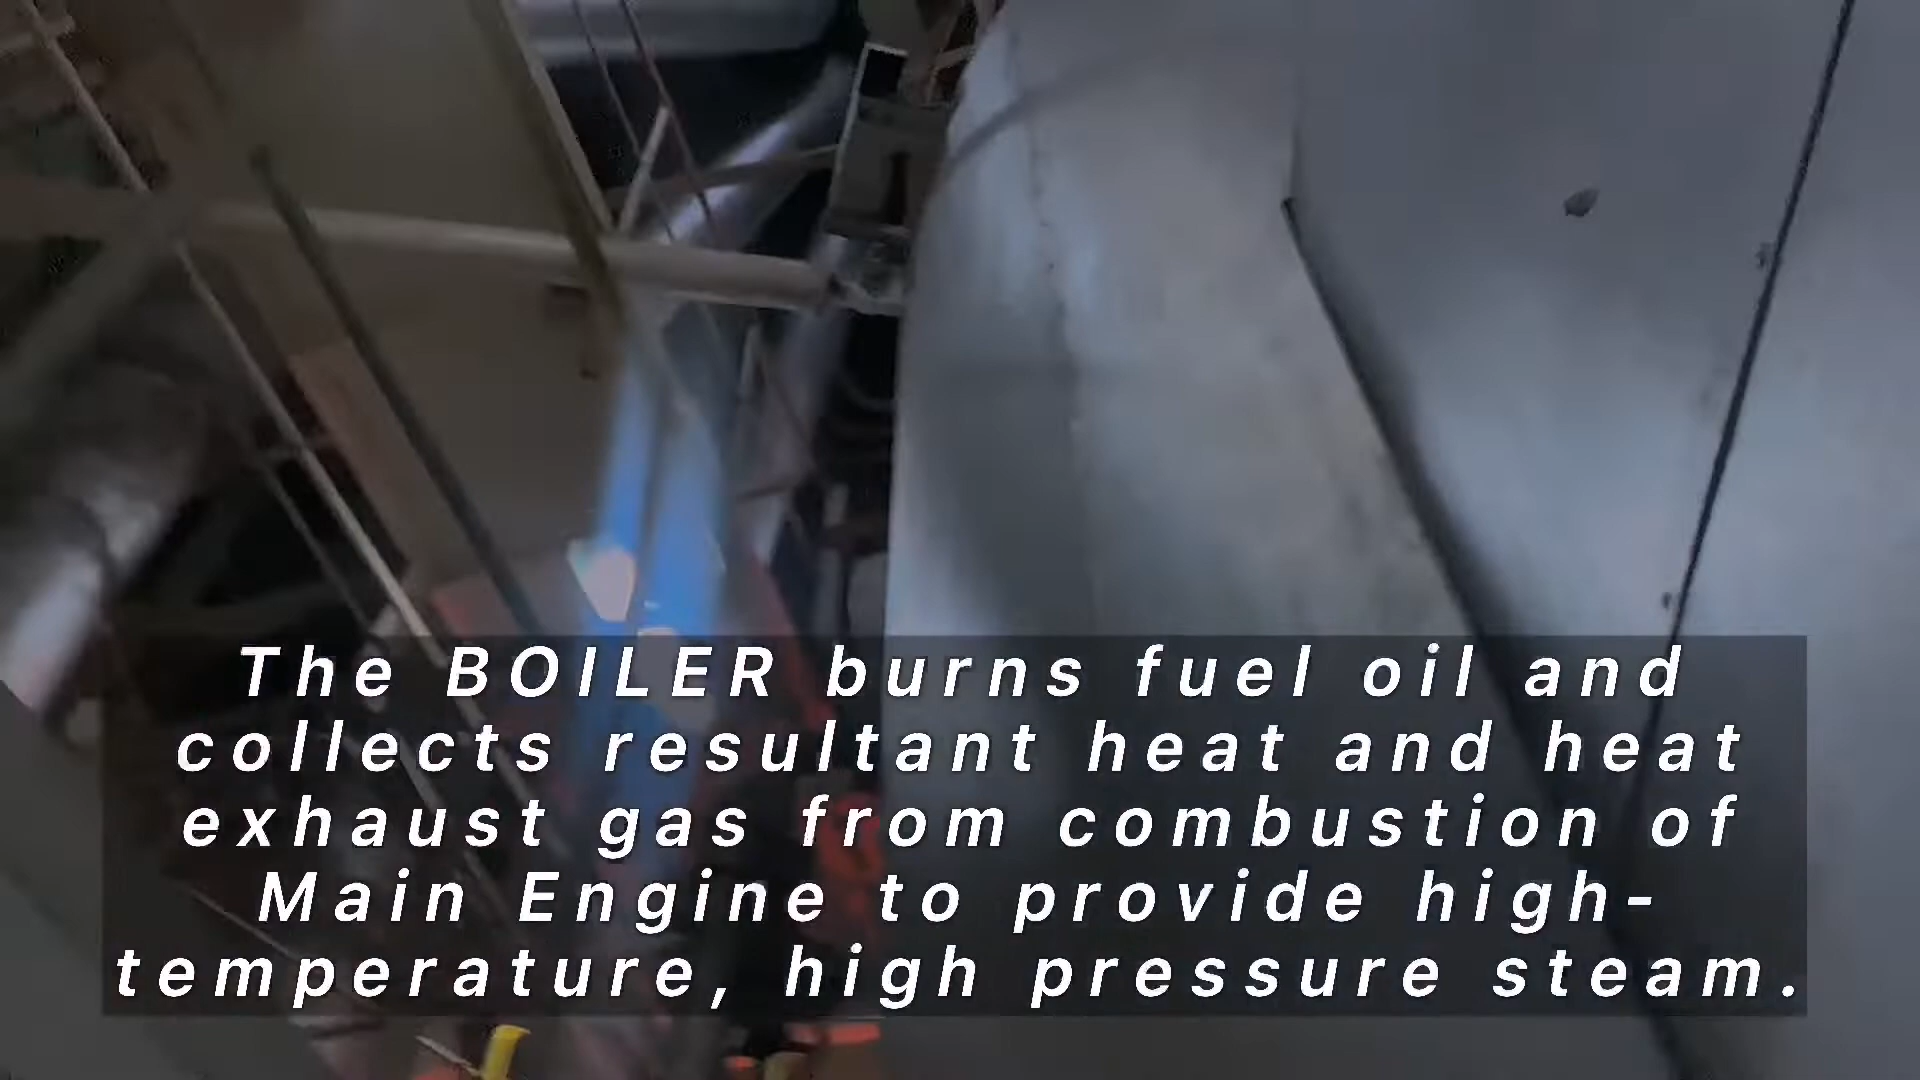 The BOILER burns fuel oil and
collects resultant heat and heat
exhaust gas from combustion of
Main Engine to provide high-
temperature, high pressure steam.